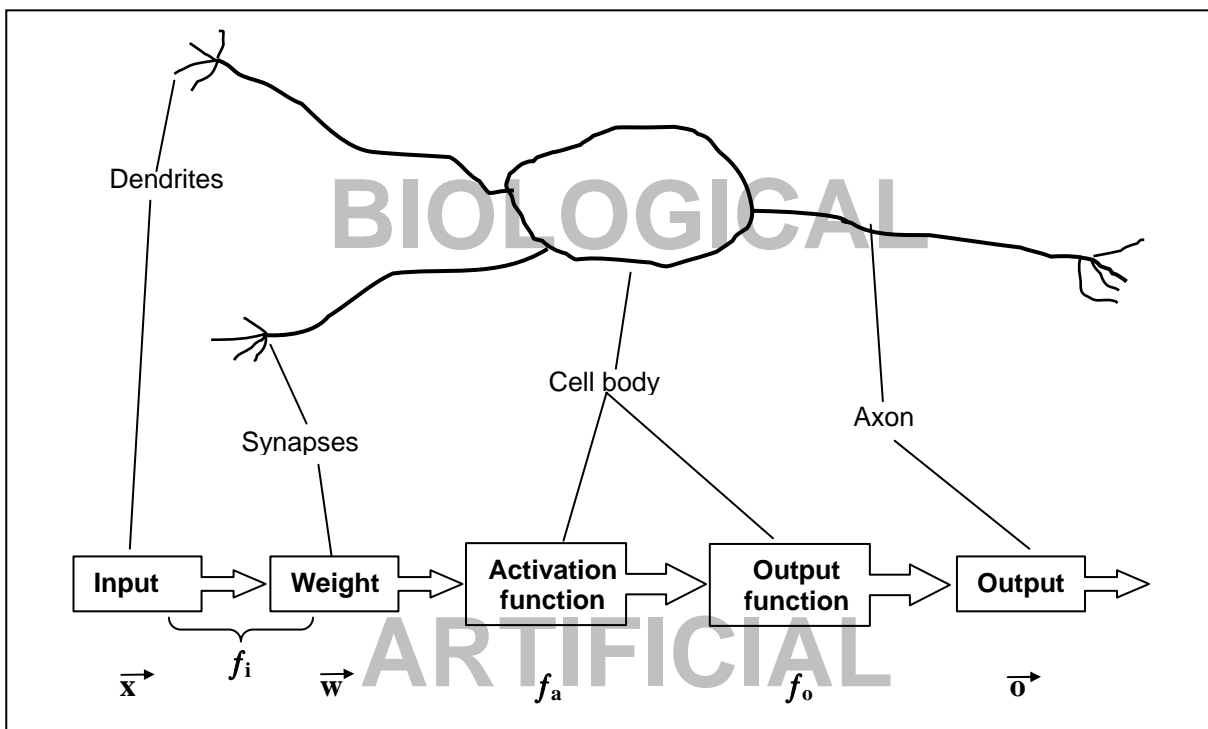 Dendrites
BIOLOGICAL
Cell body
Axon
Synapses
Input
Weight
Activation
function
Output
function
Output
ARTIFICIAL
x
fi
w
fa
fo
o